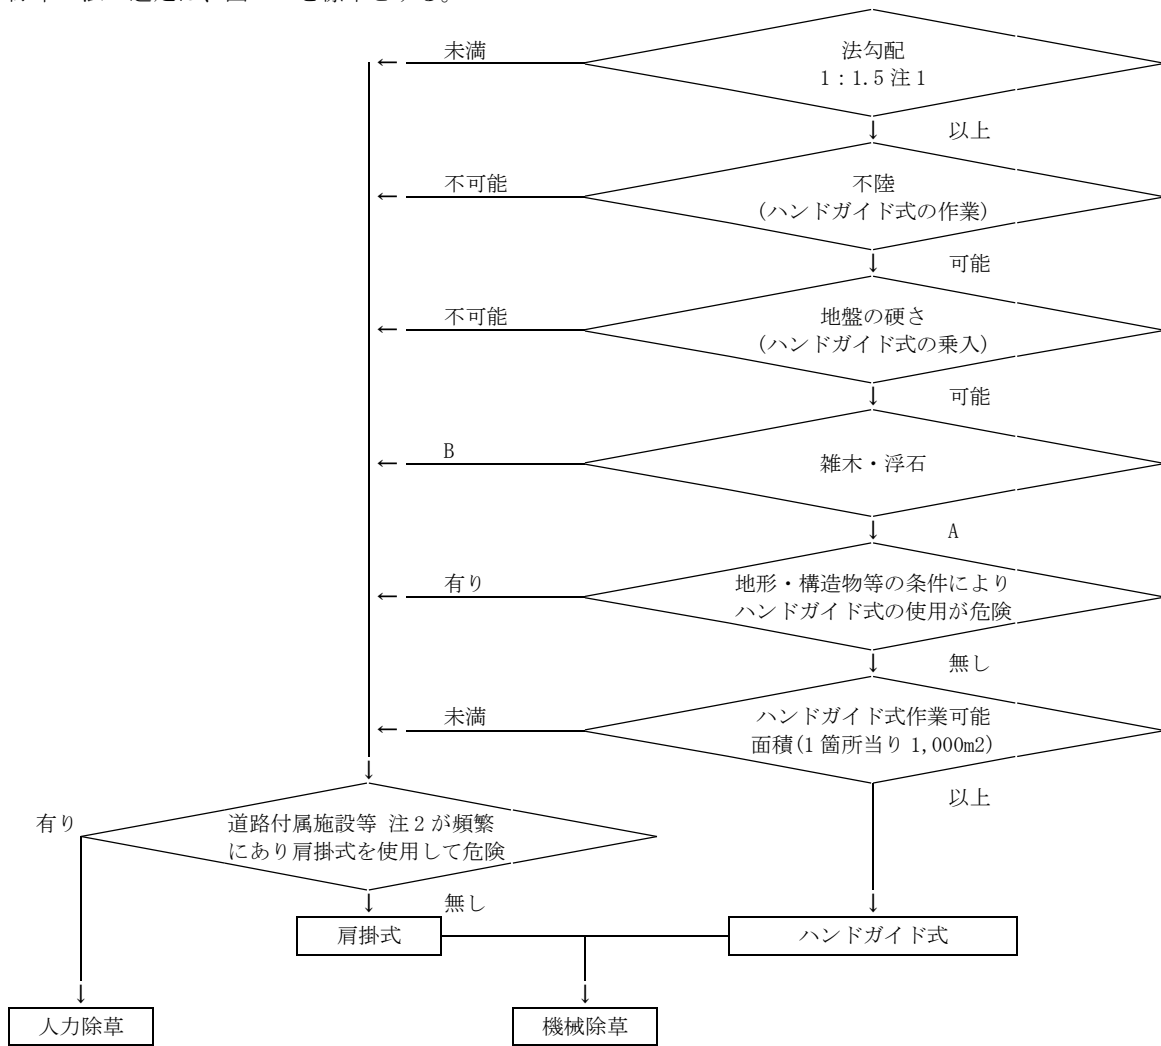 未満
法勾配
1：1.5注1
以上
不可能
不陸
(ハンドガイド式の作業)
可能
不可能
地盤の硬さ
(ハンドガイド式の乗入)
可能
B
雑木・浮石
A
有り
地形・構造物等の条件により
ハンドガイド式の使用が危険
無し
未満
ハンドガイド式作業可能
面積(1箇所当り1,000m2)
以上
有り
道路付属施設等 注2が頻繁
にあり肩掛式を使用して危険
無し
肩掛式
ハンドガイド式
人力除草
機械除草